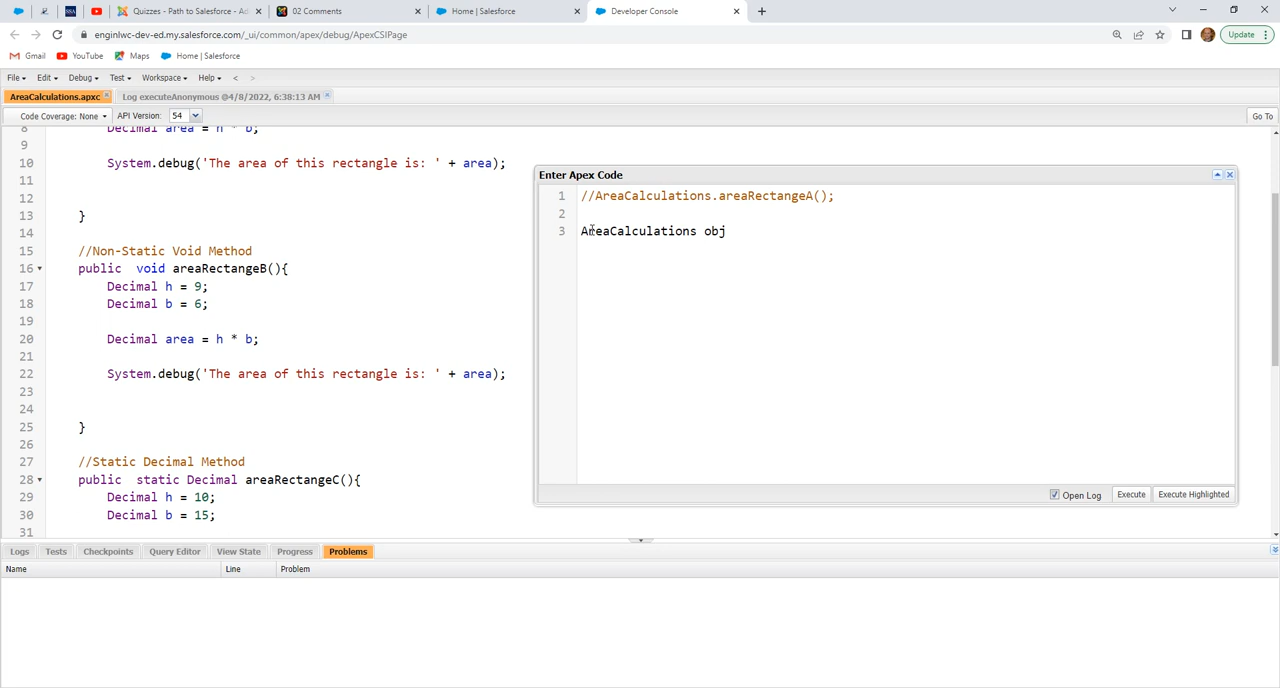 SSA Quizzes - Path to Salesforce - Ad 02 Comments Home | Salesforce Developer Console
enginlwc-dev-ed.my.salesforce.com/_ui/common/apex/debug/ApexCSIPage Update
Gmail YouTube Maps Home | Salesforce
File Edit Debug Test Workspace Help < >
AreaCalculations.apxc Log executeAnonymous @4/8/2022, 6:38:13 AM
Code Coverage: None API Version: 54 Go To
8 Decimal area = h * b;
9
10 System.debug('The area of this rectangle is: ' + area);
11
12
13 }
14
15 //Non-Static Void Method
16 public void areaRectangeB(){
17 Decimal h = 9;
18 Decimal b = 6;
19
20 Decimal area = h * b;
21
22 System.debug('The area of this rectangle is: ' + area);
23
24
25 }
26
27 //Static Decimal Method
28 public static Decimal areaRectangeC(){
29 Decimal h = 10;
30 Decimal b = 15;
31
Enter Apex Code
1 //AreaCalculations.areaRectangeA();
2
3 AreaCalculations obj
Open Log Execute Execute Highlighted
Logs Tests Checkpoints Query Editor View State Progress Problems
Name Line Problem